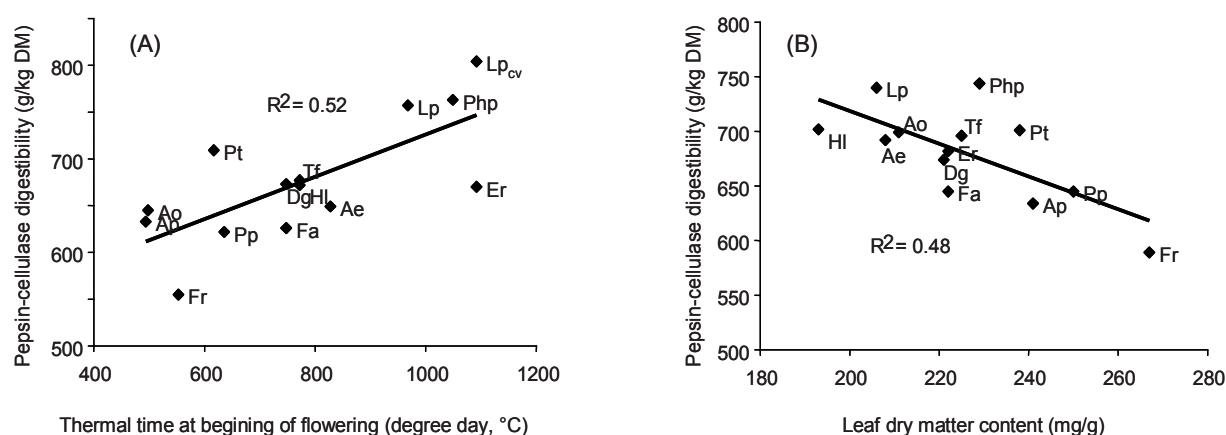 (A)
R2 = 0.52
Pepsin-cellulase digestibility (g/kg DM)
800
700
600
500
Lpcv
Php
Lp
Pt
Tf
Er
Dg
Hl
Ae
Ao
Ap
Pp
Fa
Fr
400 600 800 1000 1200
Thermal time at begining of flowering (degree day, °C)
(B)
Pepsin-cellulase digestibility (g/kg DM)
800
750
700
650
600
550
500
Lp
Php
Ao
Tf
Pt
Hl
Ae
Er
Dg
Fa
Pp
Ap
R2 = 0.48
Fr
180 200 220 240 260 280
Leaf dry matter content (mg/g)